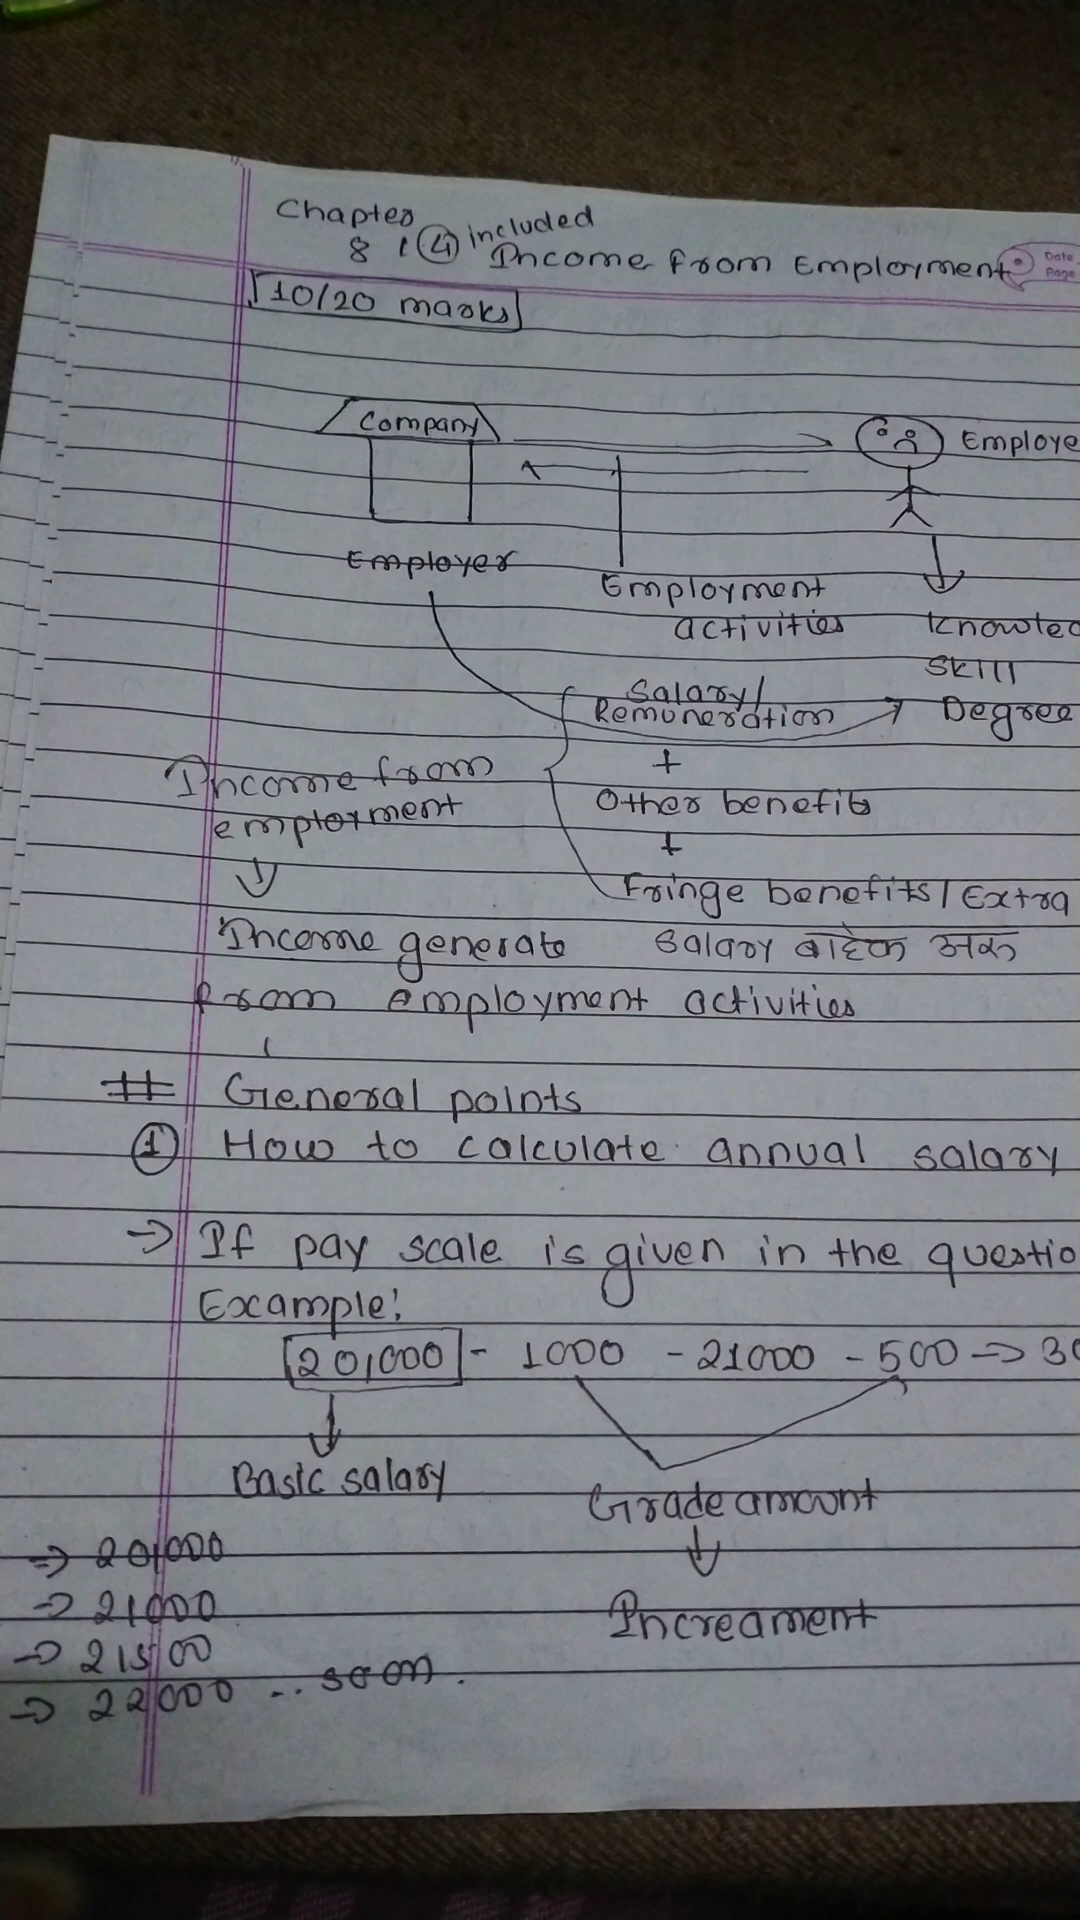 Chapter
8 ( 4 included
Income from Employment
Date
Page
10/20 marks
Company
Employe
Employer
Employment
activities
Knowled
Skill
Degree
Salary/
Remuneration
+
Other benefits
+
Fringe benefits / Extra
salary बाहेक अरु
Income from
employment
Income generate
from employment activities
# General points
① How to calculate annual salary
→ If pay scale is given in the questio
Example:
20,000 - 1000 - 21000 - 500 → 30
Basic salary
Grade amount
Increament
⇒ 20,000
→ 21000
→ 21500
→ 22000 .. soon.